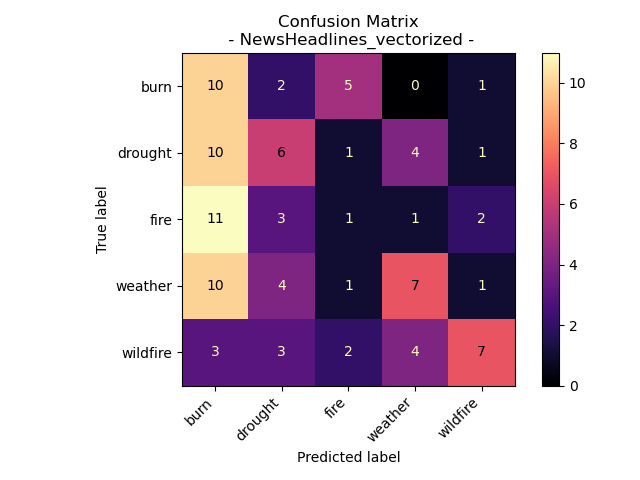 Confusion Matrix
- NewsHeadlines_vectorized -
burn 10 2 5 0 1
drought 10 6 1 4 1
fire 11 3 1 1 2
weather 10 4 1 7 1
wildfire 3 3 2 4 7
True label
burn drought fire weather wildfire
Predicted label
10
8
6
4
2
0